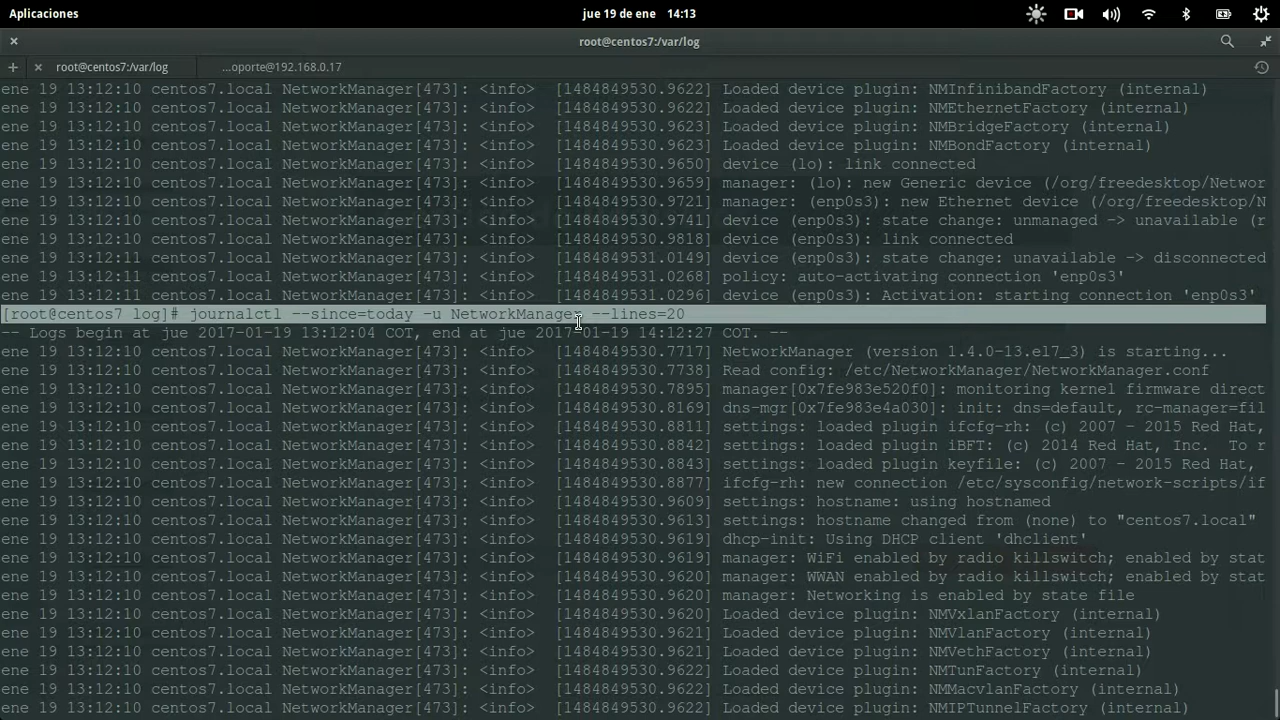 Aplicaciones
jue 19 de ene 14:13
root@centos7:/var/log
root@centos7:/var/log
...oporte@192.168.0.17
ene 19 13:12:10 centos7.local NetworkManager[473]: <info> [1484849530.9622] Loaded device plugin: NMInfinibandFactory (internal)
ene 19 13:12:10 centos7.local NetworkManager[473]: <info> [1484849530.9622] Loaded device plugin: NMEthernetFactory (internal)
ene 19 13:12:10 centos7.local NetworkManager[473]: <info> [1484849530.9623] Loaded device plugin: NMBridgeFactory (internal)
ene 19 13:12:10 centos7.local NetworkManager[473]: <info> [1484849530.9623] Loaded device plugin: NMBondFactory (internal)
ene 19 13:12:10 centos7.local NetworkManager[473]: <info> [1484849530.9650] device (lo): link connected
ene 19 13:12:10 centos7.local NetworkManager[473]: <info> [1484849530.9659] manager: (lo): new Generic device (/org/freedesktop/Networ
ene 19 13:12:10 centos7.local NetworkManager[473]: <info> [1484849530.9702] manager: (enp0s3): new Ethernet device (/org/freedesktop/N
ene 19 13:12:10 centos7.local NetworkManager[473]: <info> [1484849530.9741] device (enp0s3): state change: unmanaged -> unavailable (r
ene 19 13:12:10 centos7.local NetworkManager[473]: <info> [1484849530.9818] device (enp0s3): link connected
ene 19 13:12:11 centos7.local NetworkManager[473]: <info> [1484849531.0149] device (enp0s3): state change: unavailable -> disconnected
ene 19 13:12:11 centos7.local NetworkManager[473]: <info> [1484849531.0268] policy: auto-activating connection 'enp0s3'
ene 19 13:12:11 centos7.local NetworkManager[473]: <info> [1484849531.0296] device (enp0s3): Activation: starting connection 'enp0s3'
[root@centos7 log]# journalctl --since=today -u NetworkManager --lines=20
-- Logs begin at jue 2017-01-19 13:12:04 COT, end at jue 2017-01-19 14:12:27 COT. --
ene 19 13:12:10 centos7.local NetworkManager[473]: <info> [1484849530.7717] NetworkManager (version 1.4.0-13.el7_3) is starting...
ene 19 13:12:10 centos7.local NetworkManager[473]: <info> [1484849530.7738] Read config: /etc/NetworkManager/NetworkManager.conf
ene 19 13:12:10 centos7.local NetworkManager[473]: <info> [1484849530.7895] manager[0x7fe983e520f0]: monitoring kernel firmware direct
ene 19 13:12:10 centos7.local NetworkManager[473]: <info> [1484849530.8169] dns-mgr[0x7fe983e4a030]: init: dns=default, rc-manager=fil
ene 19 13:12:10 centos7.local NetworkManager[473]: <info> [1484849530.8811] settings: loaded plugin ifcfg-rh: (c) 2007 - 2015 Red Hat,
ene 19 13:12:10 centos7.local NetworkManager[473]: <info> [1484849530.8842] settings: loaded plugin iBFT: (c) 2014 Red Hat, Inc. To r
ene 19 13:12:10 centos7.local NetworkManager[473]: <info> [1484849530.8843] settings: loaded plugin keyfile: (c) 2007 - 2015 Red Hat,
ene 19 13:12:10 centos7.local NetworkManager[473]: <info> [1484849530.8877] ifcfg-rh: new connection /etc/sysconfig/network-scripts/if
ene 19 13:12:10 centos7.local NetworkManager[473]: <info> [1484849530.9609] settings: hostname: using hostnamed
ene 19 13:12:10 centos7.local NetworkManager[473]: <info> [1484849530.9613] settings: hostname changed from (none) to "centos7.local"
ene 19 13:12:10 centos7.local NetworkManager[473]: <info> [1484849530.9617] dhcp-init: Using DHCP client 'dhclient'
ene 19 13:12:10 centos7.local NetworkManager[473]: <info> [1484849530.9619] manager: WiFi enabled by radio killswitch; enabled by stat
ene 19 13:12:10 centos7.local NetworkManager[473]: <info> [1484849530.9620] manager: WWAN enabled by radio killswitch; enabled by stat
ene 19 13:12:10 centos7.local NetworkManager[473]: <info> [1484849530.9620] manager: Networking is enabled by state file
ene 19 13:12:10 centos7.local NetworkManager[473]: <info> [1484849530.9620] Loaded device plugin: NMVxlanFactory (internal)
ene 19 13:12:10 centos7.local NetworkManager[473]: <info> [1484849530.9621] Loaded device plugin: NMVlanFactory (internal)
ene 19 13:12:10 centos7.local NetworkManager[473]: <info> [1484849530.9621] Loaded device plugin: NMVethFactory (internal)
ene 19 13:12:10 centos7.local NetworkManager[473]: <info> [1484849530.9621] Loaded device plugin: NMTunFactory (internal)
ene 19 13:12:10 centos7.local NetworkManager[473]: <info> [1484849530.9622] Loaded device plugin: NMMacvlanFactory (internal)
ene 19 13:12:10 centos7.local NetworkManager[473]: <info> [1484849530.9622] Loaded device plugin: NMIPTunnelFactory (internal)